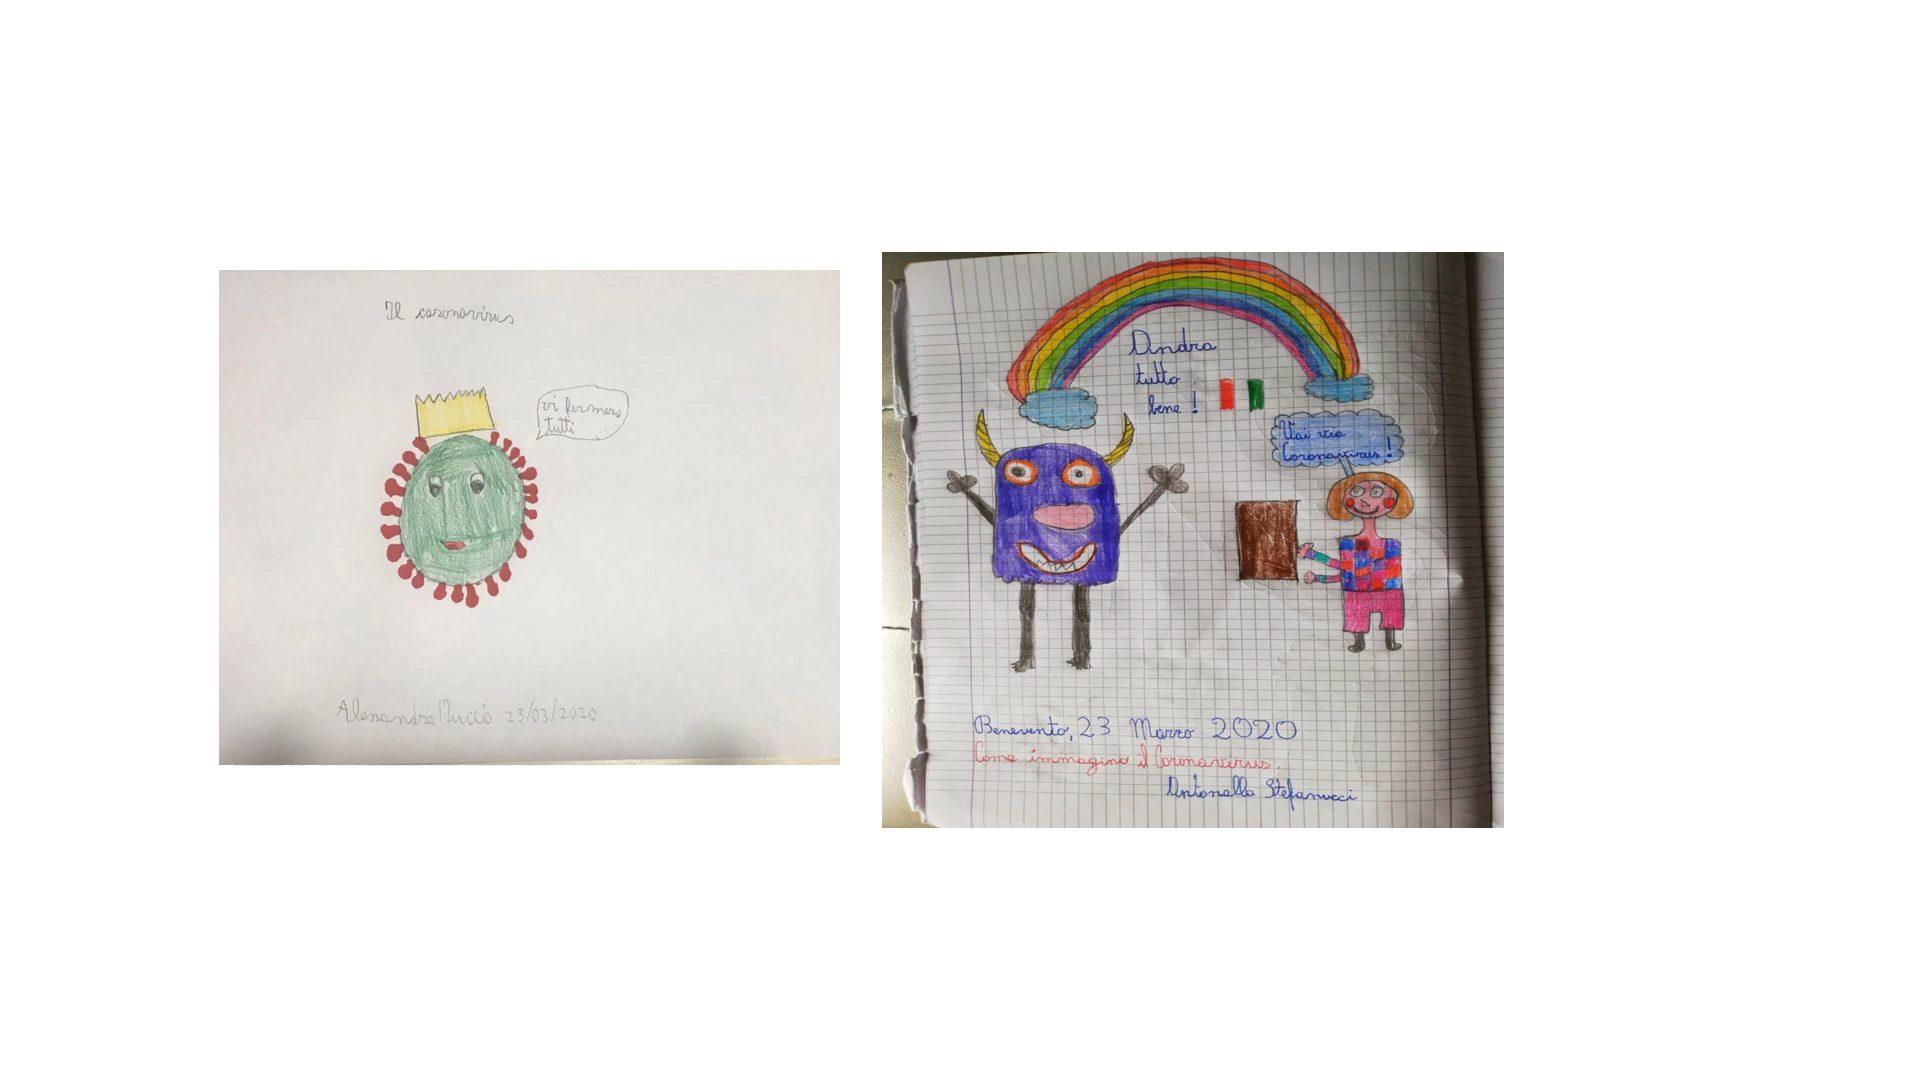 Il coronavirus
vi fermerò
tutti
Alessandra Muccio 23/03/2020
Andra
tutto
bene !
Vai via
Coronavirus !
Benevento, 23 Marzo 2020
Come immagino il Coronavirus.
Antonella Stefanucci